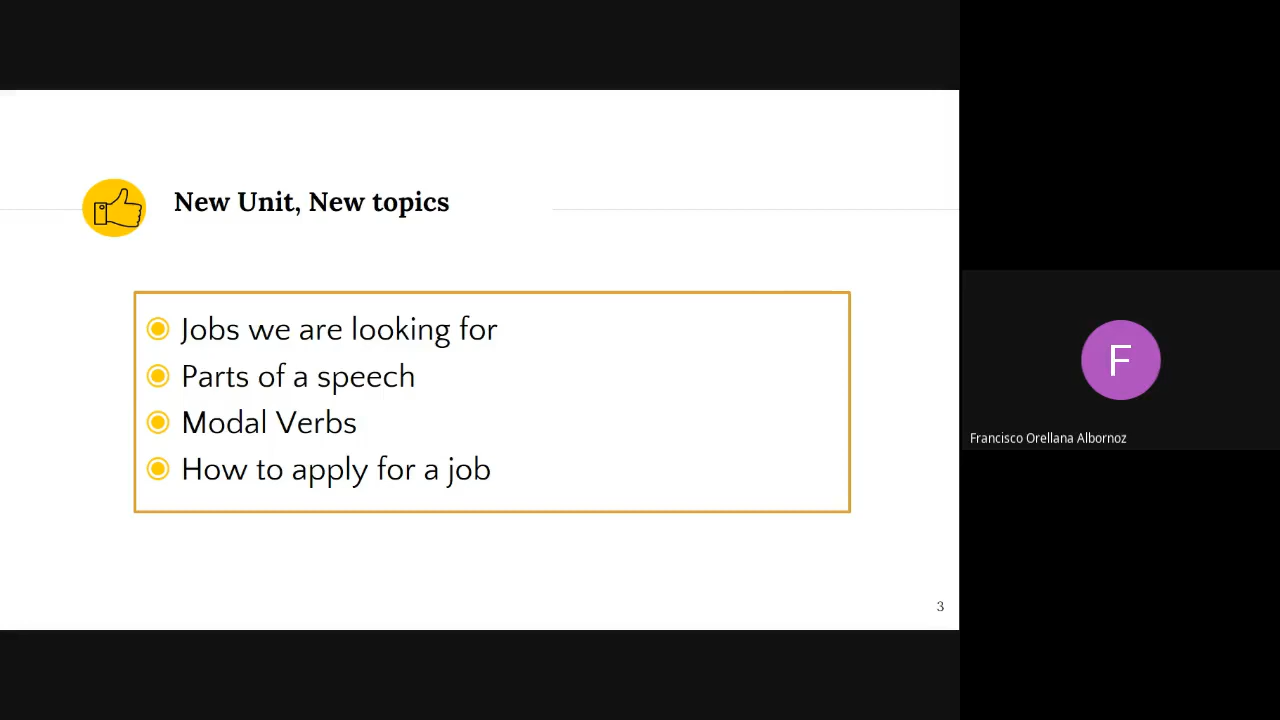 New Unit, New topics
Jobs we are looking for
Parts of a speech
Modal Verbs
How to apply for a job
3
F
Francisco Orellana Albornoz